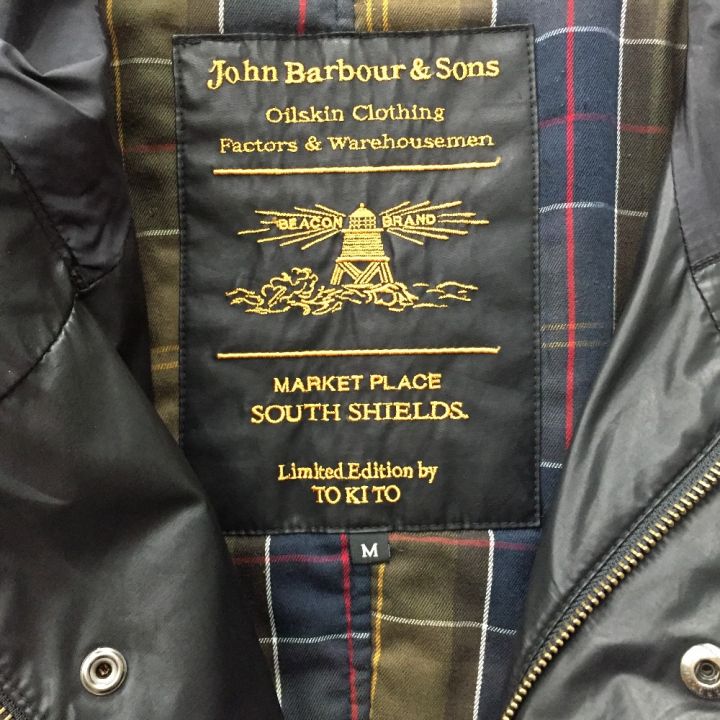 John Barbour & Sons
Oilskin Clothing
Factors & Warehousemen
BEACON BRAND
MARKET PLACE
SOUTH SHIELDS.
Limited Edition by
TO KI TO
M